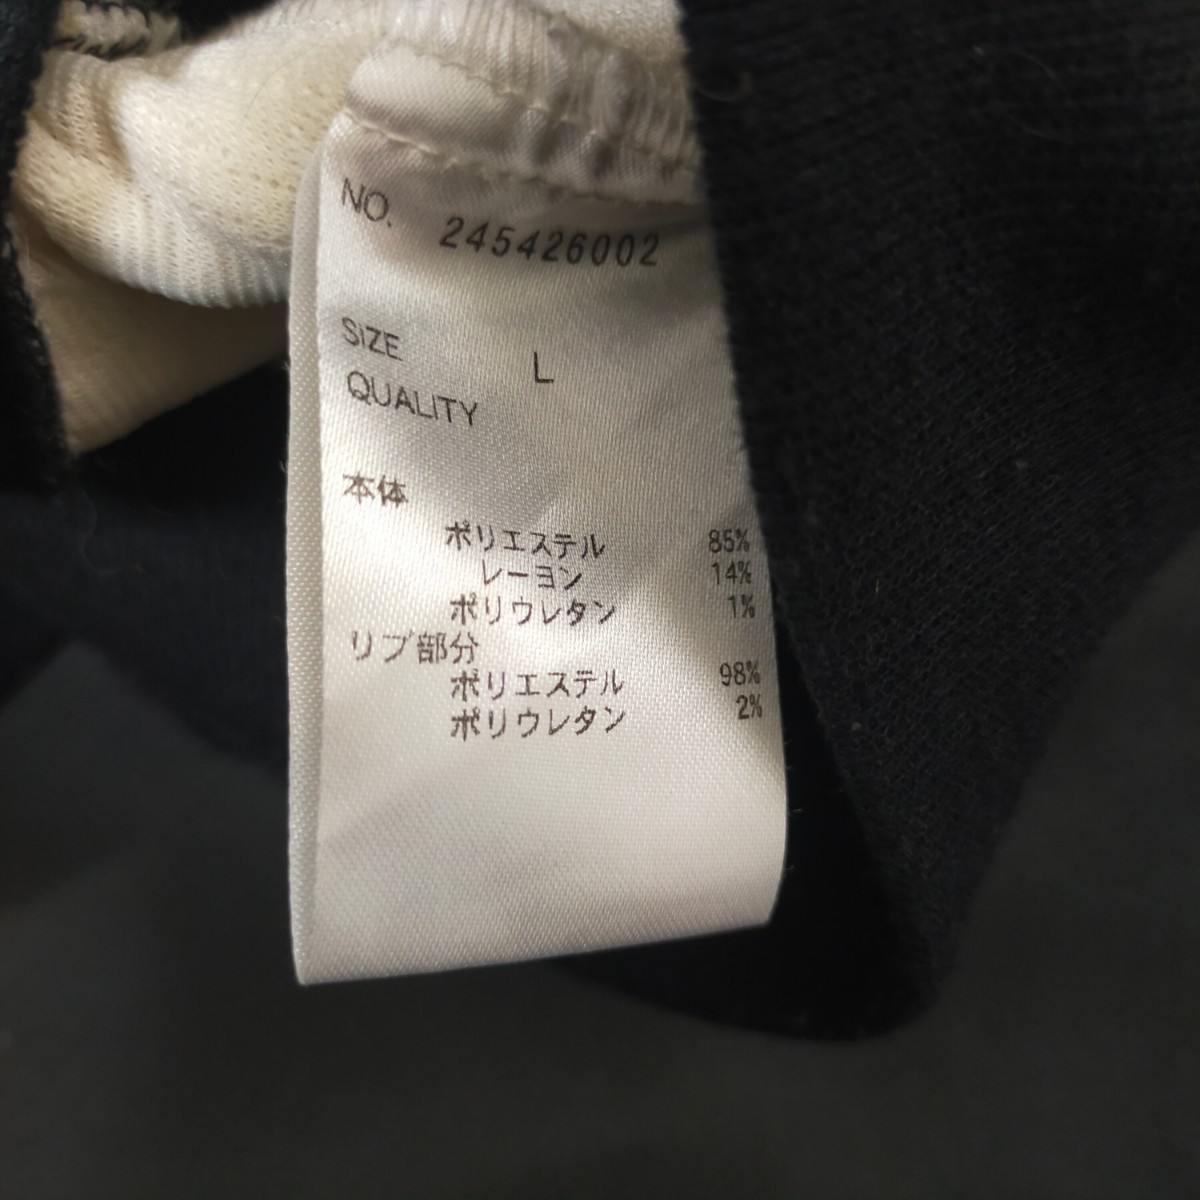 NO. 245426002
SIZE L
QUALITY
本体
ポリエステル 85%
レーヨン 14%
ポリウレタン 1%
リブ部分
ポリエステル 98%
ポリウレタン 2%